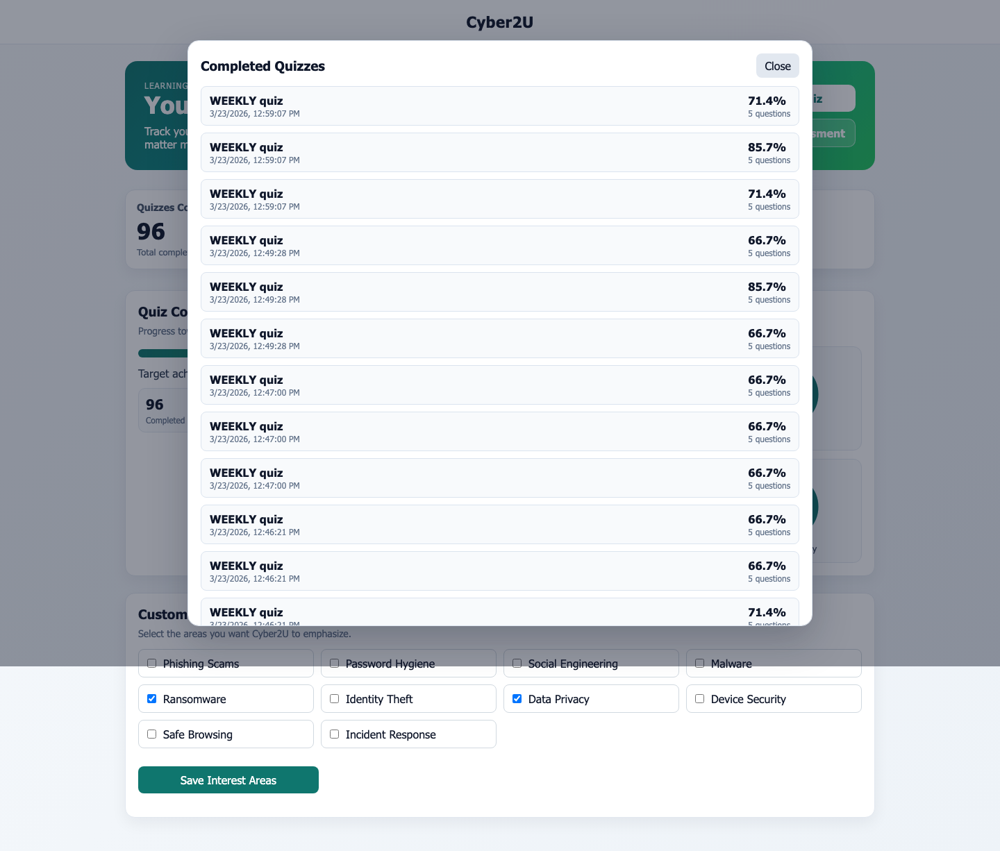 Cyber2U
Completed Quizzes
Close
WEEKLY quiz
3/23/2026, 12:59:07 PM
71.4%
5 questions
WEEKLY quiz
3/23/2026, 12:59:07 PM
85.7%
5 questions
WEEKLY quiz
3/23/2026, 12:59:07 PM
71.4%
5 questions
WEEKLY quiz
3/23/2026, 12:49:28 PM
66.7%
5 questions
WEEKLY quiz
3/23/2026, 12:49:28 PM
85.7%
5 questions
WEEKLY quiz
3/23/2026, 12:49:28 PM
66.7%
5 questions
WEEKLY quiz
3/23/2026, 12:47:00 PM
66.7%
5 questions
WEEKLY quiz
3/23/2026, 12:47:00 PM
66.7%
5 questions
WEEKLY quiz
3/23/2026, 12:47:00 PM
66.7%
5 questions
WEEKLY quiz
3/23/2026, 12:46:21 PM
66.7%
5 questions
WEEKLY quiz
3/23/2026, 12:46:21 PM
66.7%
5 questions
WEEKLY quiz
3/23/2026, 12:46:21 PM
71.4%
5 questions
LEARNING
You
Track you
matter m
iz
sment
Quizzes Co
96
Total comple
Quiz Co
Progress tow
Target ach
96
Completed
y
Custom
Select the areas you want Cyber2U to emphasize.
Phishing Scams
Password Hygiene
Social Engineering
Malware
Ransomware
Identity Theft
Data Privacy
Device Security
Safe Browsing
Incident Response
Save Interest Areas